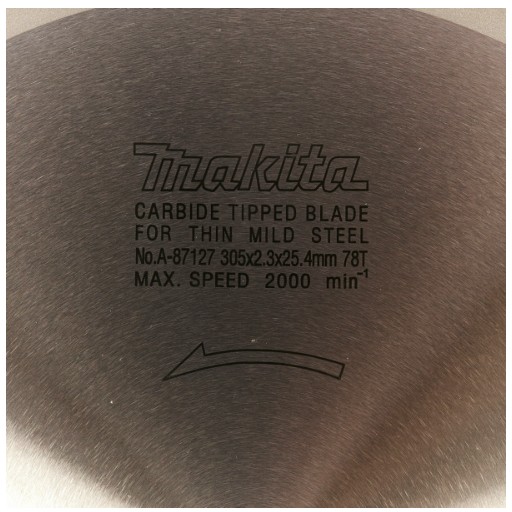 makita
CARBIDE TIPPED BLADE
FOR THIN MILD STEEL
No.A-87127 305x2.3x25.4mm 78T
MAX. SPEED 2000 min⁻¹